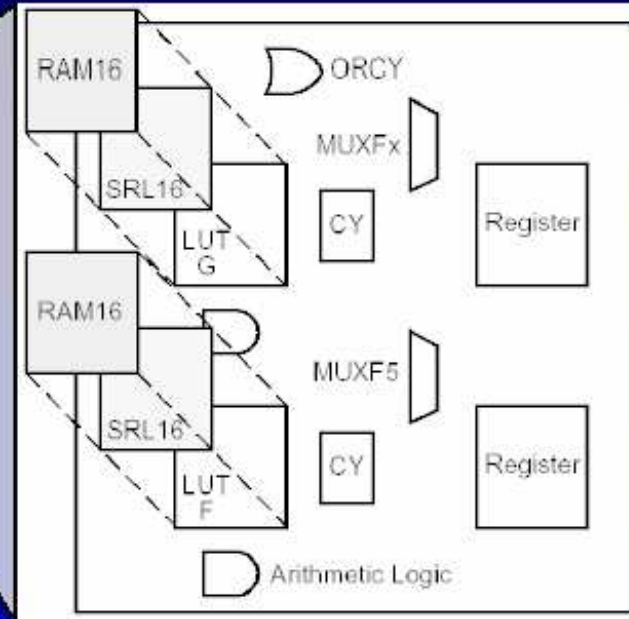 RAM16
ORCY
SRL16
MUXFx
LUT
G
CY
Register
RAM16
SRL16
MUXF5
LUT
F
CY
Register
Arithmetic Logic